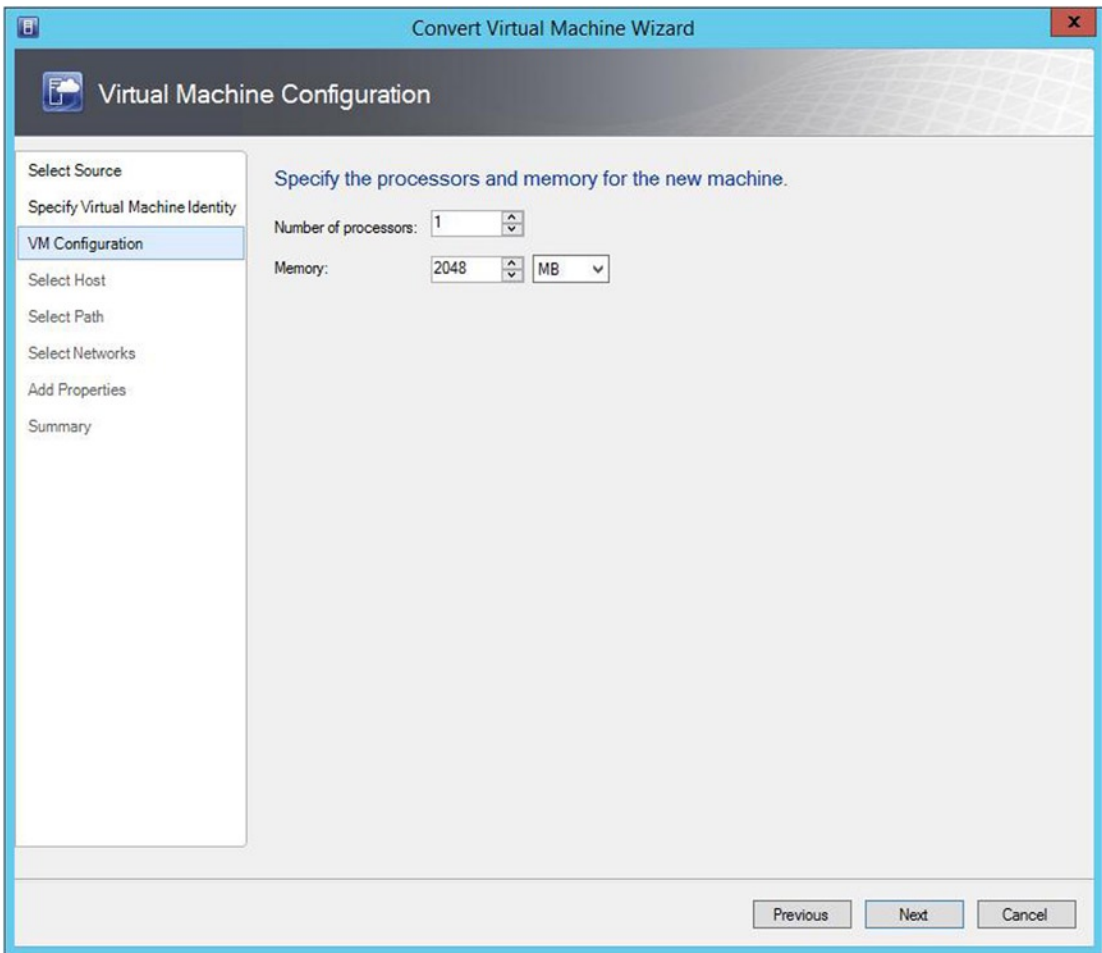 Convert Virtual Machine Wizard
x
Virtual Machine Configuration
Select Source
Specify Virtual Machine Identity
VM Configuration
Select Host
Select Path
Select Networks
Add Properties
Summary
Specify the processors and memory for the new machine.
Number of processors: 1
Memory: 2048 MB
Previous Next Cancel